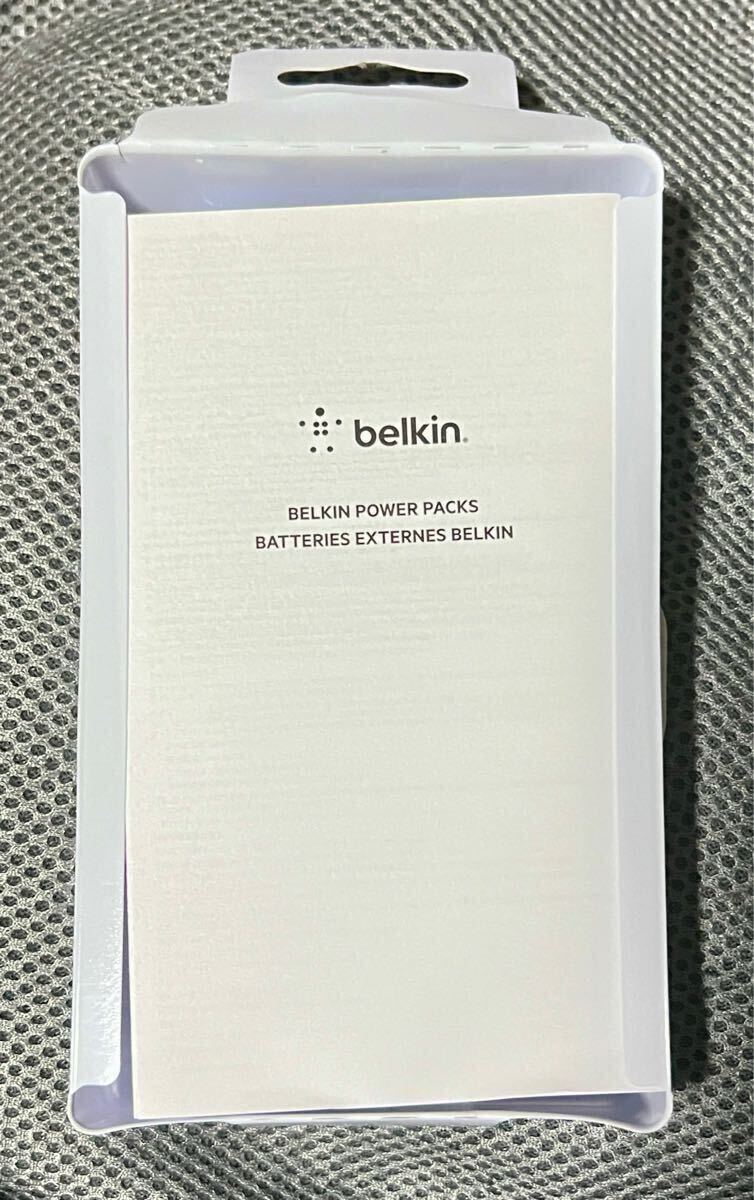 belkin.
BELKIN POWER PACKS
BATTERIES EXTERNES BELKIN